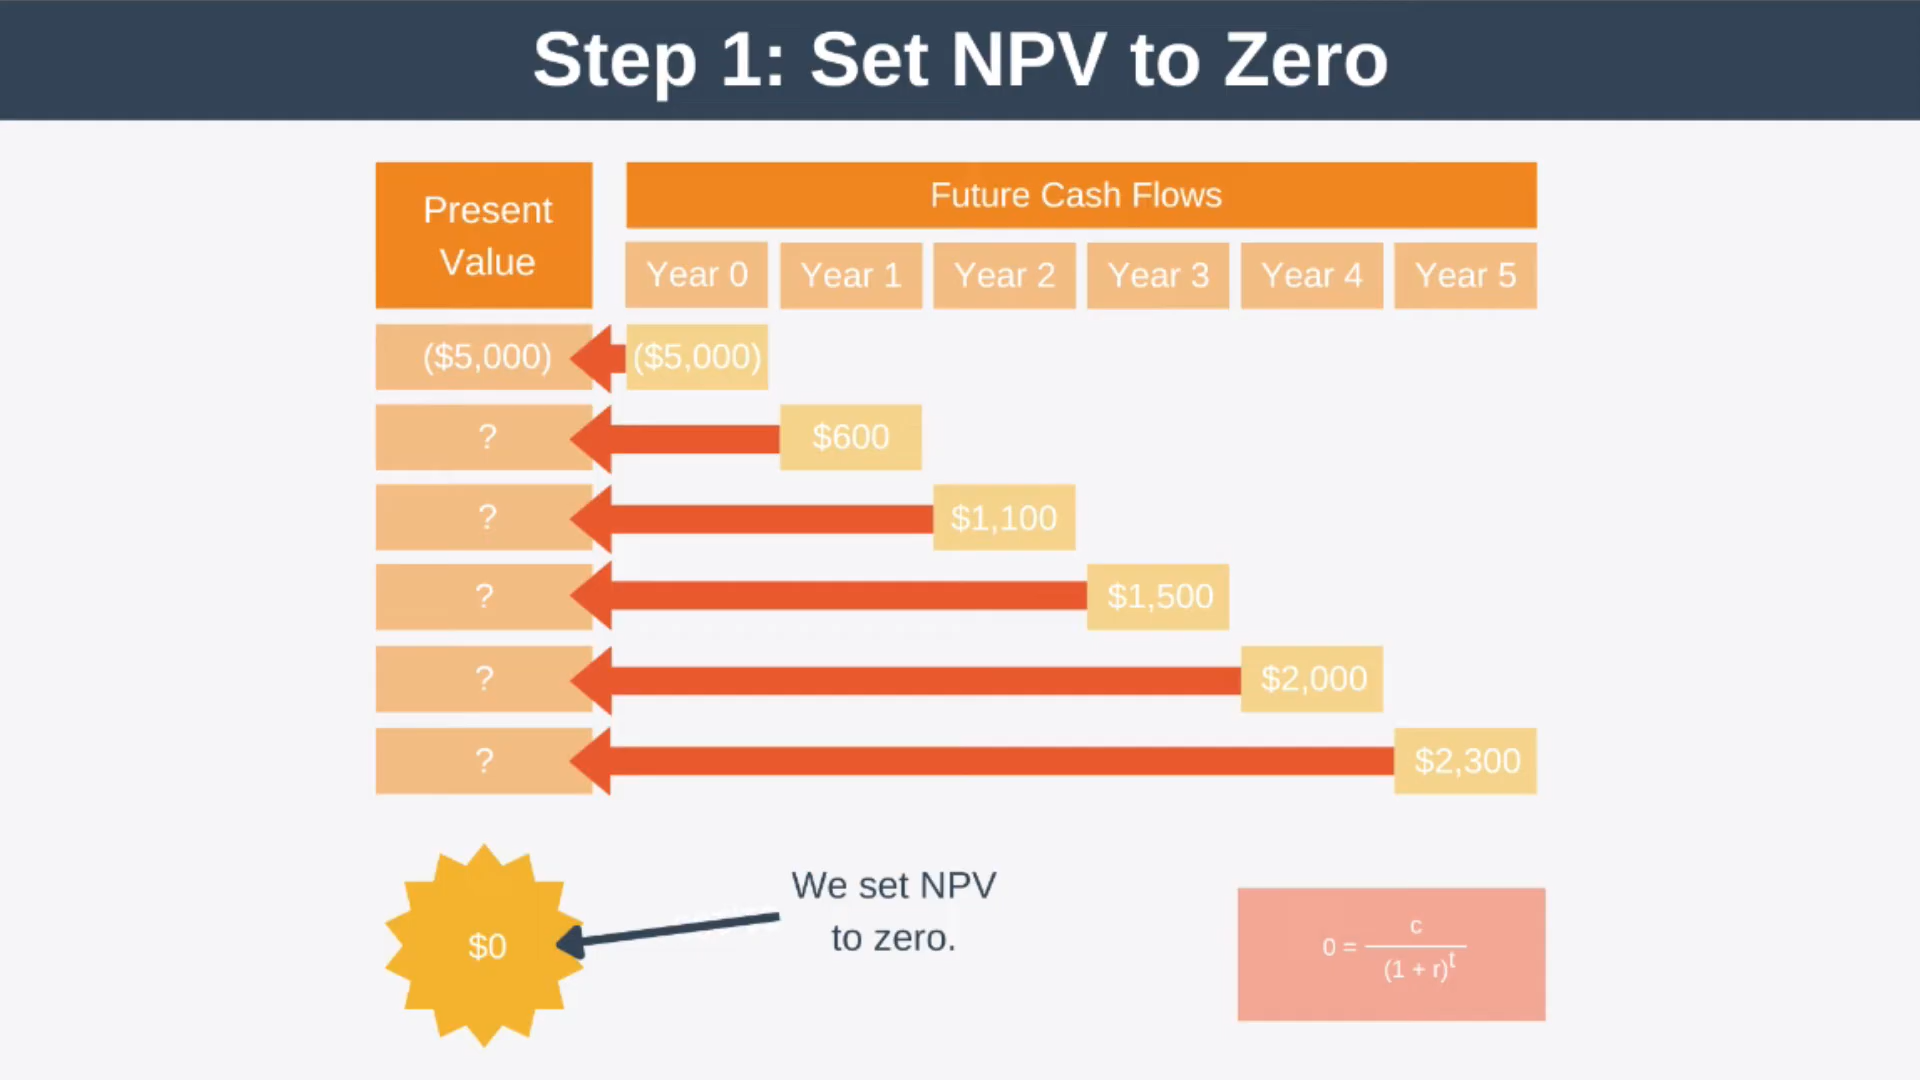 Step 1: Set NPV to Zero
Present
Value
Future Cash Flows
Year 0 Year 1 Year 2 Year 3 Year 4 Year 5
($5,000) ($5,000)
? $600
? $1,100
? $1,500
? $2,000
? $2,300
$0
We set NPV
to zero.
0 = c
(1 + r)^t